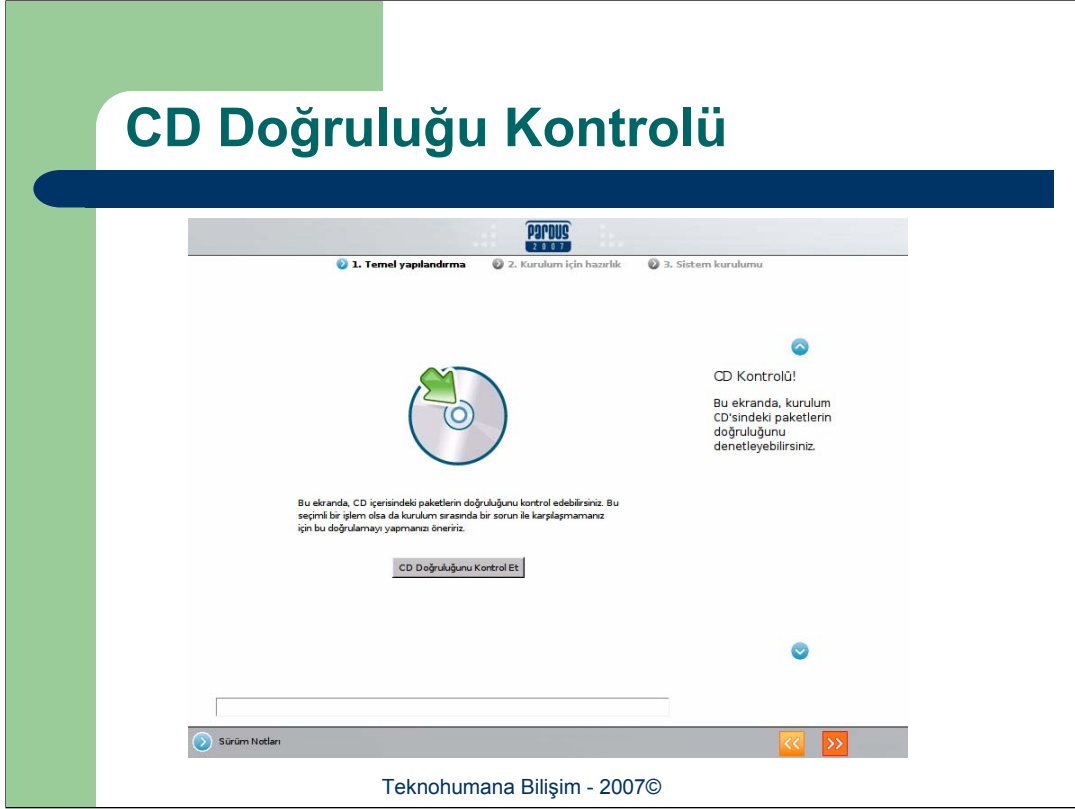 CD Doğruluğu Kontrolü
PARDUS
2007
1. Temel yapılandırma 2. Kurulum için hazırlık 3. Sistem kurulumu
CD Kontrolü!
Bu ekranda, kurulum
CD'sindeki paketlerin
doğruluğunu
denetleyebilirsiniz.
Bu ekranda, CD içerisindeki paketlerin doğruluğunu kontrol edebilirsiniz. Bu
seçimli bir işlem olsa da kurulum sırasında bir sorun ile karşılaşmamanız
için bu doğrulamayı yapmanızı öneririz.
CD Doğruluğunu Kontrol Et
Sürüm Notları
Teknohumana Bilişim - 2007©